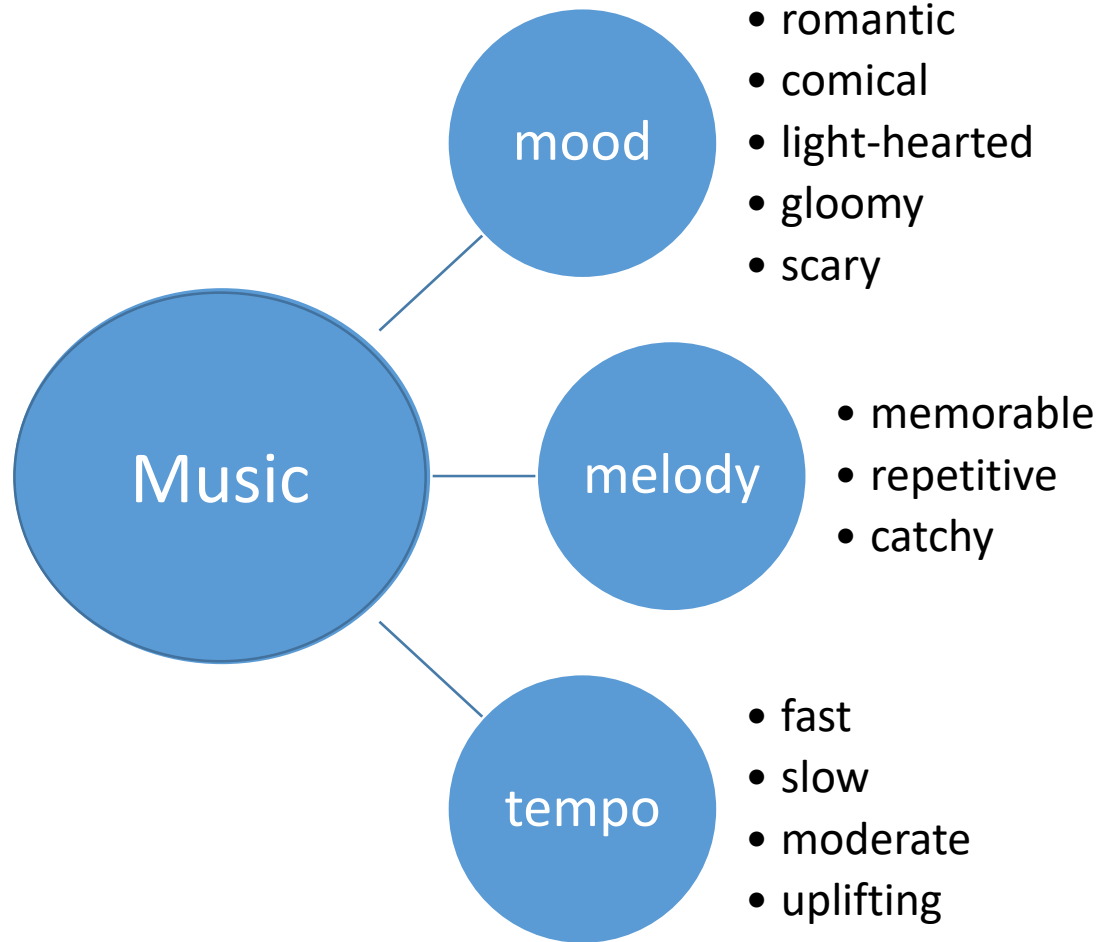 Music
mood
• romantic
• comical
• light-hearted
• gloomy
• scary
melody
• memorable
• repetitive
• catchy
tempo
• fast
• slow
• moderate
• uplifting